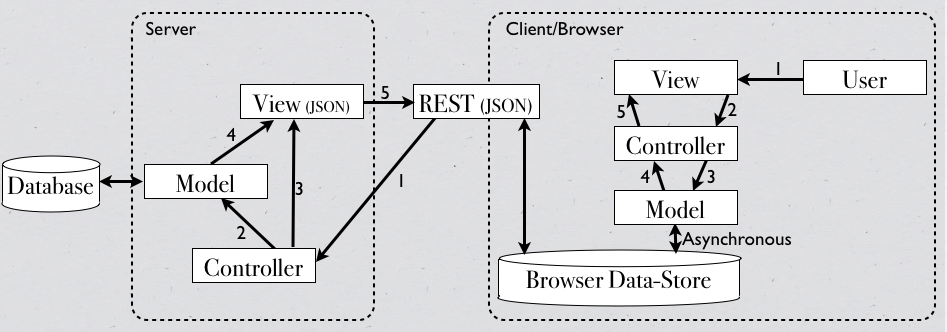 Server
Client/Browser
View
1
User
5
2
View (JSON)
5
REST (JSON)
Controller
4
4
3
Database
Model
3
1
Model
2
Asynchronous
Controller
Browser Data-Store